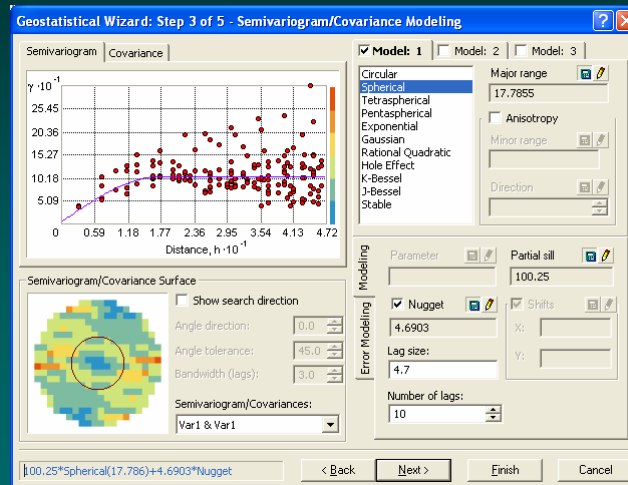 Geostatistical Wizard: Step 3 of 5 - Semivariogram/Covariance Modeling
Semivariogram
Covariance
γ·10⁻¹
25.45
20.36
15.27
10.18
5.09
0
0.59
1.18
1.77
2.36
2.95
3.54
4.13
4.72
Distance, h·10⁻¹
Semivariogram/Covariance Surface
Show search direction
Angle direction:
0.0
Angle tolerance:
45.0
Bandwidth (lags):
3.0
Semivariogram/Covariances:
Var1 & Var1
Model: 1
Model: 2
Model: 3
Circular
Spherical
Tetraspherical
Pentaspherical
Exponential
Gaussian
Rational Quadratic
Hole Effect
K-Bessel
J-Bessel
Stable
Major range
17.7855
Anisotropy
Minor range
Direction
Modeling
Error Modeling
Parameter
Partial sill
100.25
Nugget
4.6903
Shifts
X:
Y:
Lag size:
4.7
Number of lags:
10
100.25*Spherical(17.786)+4.6903*Nugget
< Back
Next >
Finish
Cancel